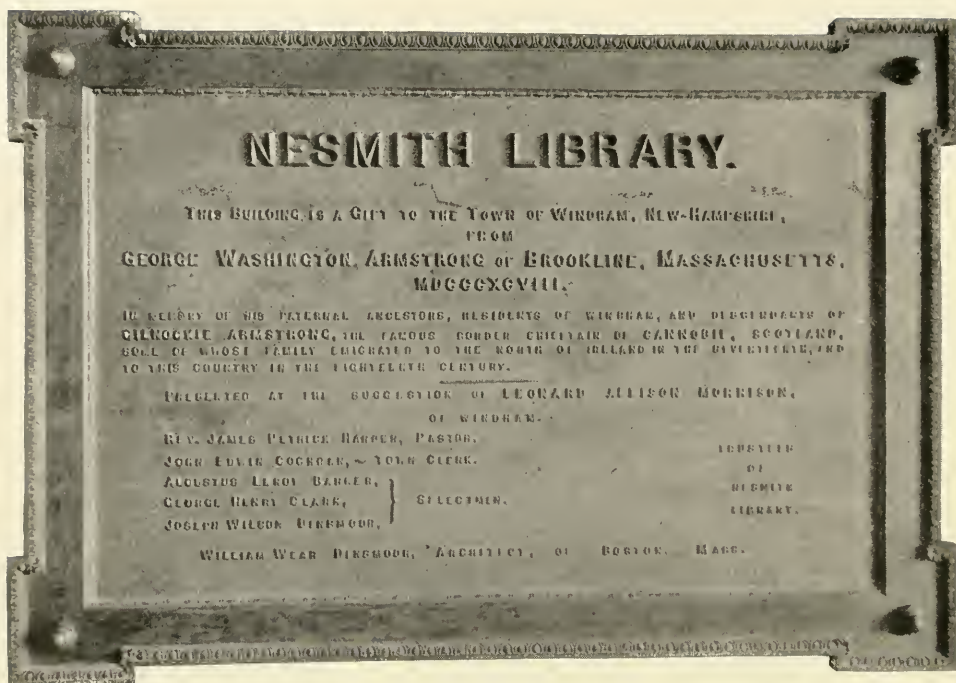 NESMITH LIBRARY.
THIS BUILDING IS A GIFT TO THE TOWN OF WINDHAM, NEW-HAMPSHIRE,
FROM
GEORGE WASHINGTON ARMSTRONG OF BROOKLINE, MASSACHUSETTS,
MDCCCXCVIII.
IN MEMORY OF HIS PATERNAL ANCESTORS, RESIDENTS OF WINDHAM, AND DESCENDANTS OF
GILNOCKIE ARMSTRONG, THE FAMOUS BORDER CHIEFTAIN OF CANNOBIE, SCOTLAND,
SOME OF WHOSE FAMILY EMIGRATED TO THE NORTH OF IRELAND IN THE SEVENTEENTH, AND
TO THIS COUNTRY IN THE EIGHTEENTH CENTURY.
PRESENTED AT THE SUGGESTION OF LEONARD ALLISON MORRISON,
OF WINDHAM.
REV. JAMES PETRICK HARPER, PASTOR.
JOHN EDWIN COCHRAN, ~ TOWN CLERK.
AUGUSTUS LEROY BARKER,
GEORGE HENRY CLARK,
JOSEPH WILSON DINSMOOR,
SELECTMEN.
TRUSTEES
OF
NESMITH
LIBRARY.
WILLIAM WEAR DINSMOOR, ARCHITECT, OF BOSTON. MASS.